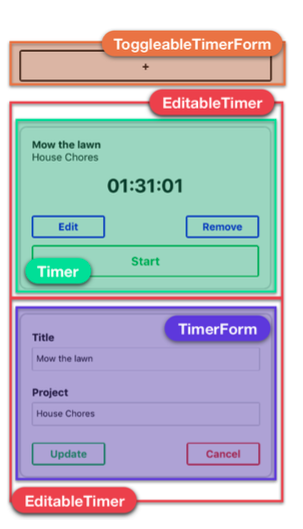 ToggleableTimerForm
+
EditableTimer
Mow the lawn
House Chores
01:31:01
Edit Remove
Start
Timer
TimerForm
Title
Mow the lawn
Project
House Chores
Update Cancel
EditableTimer